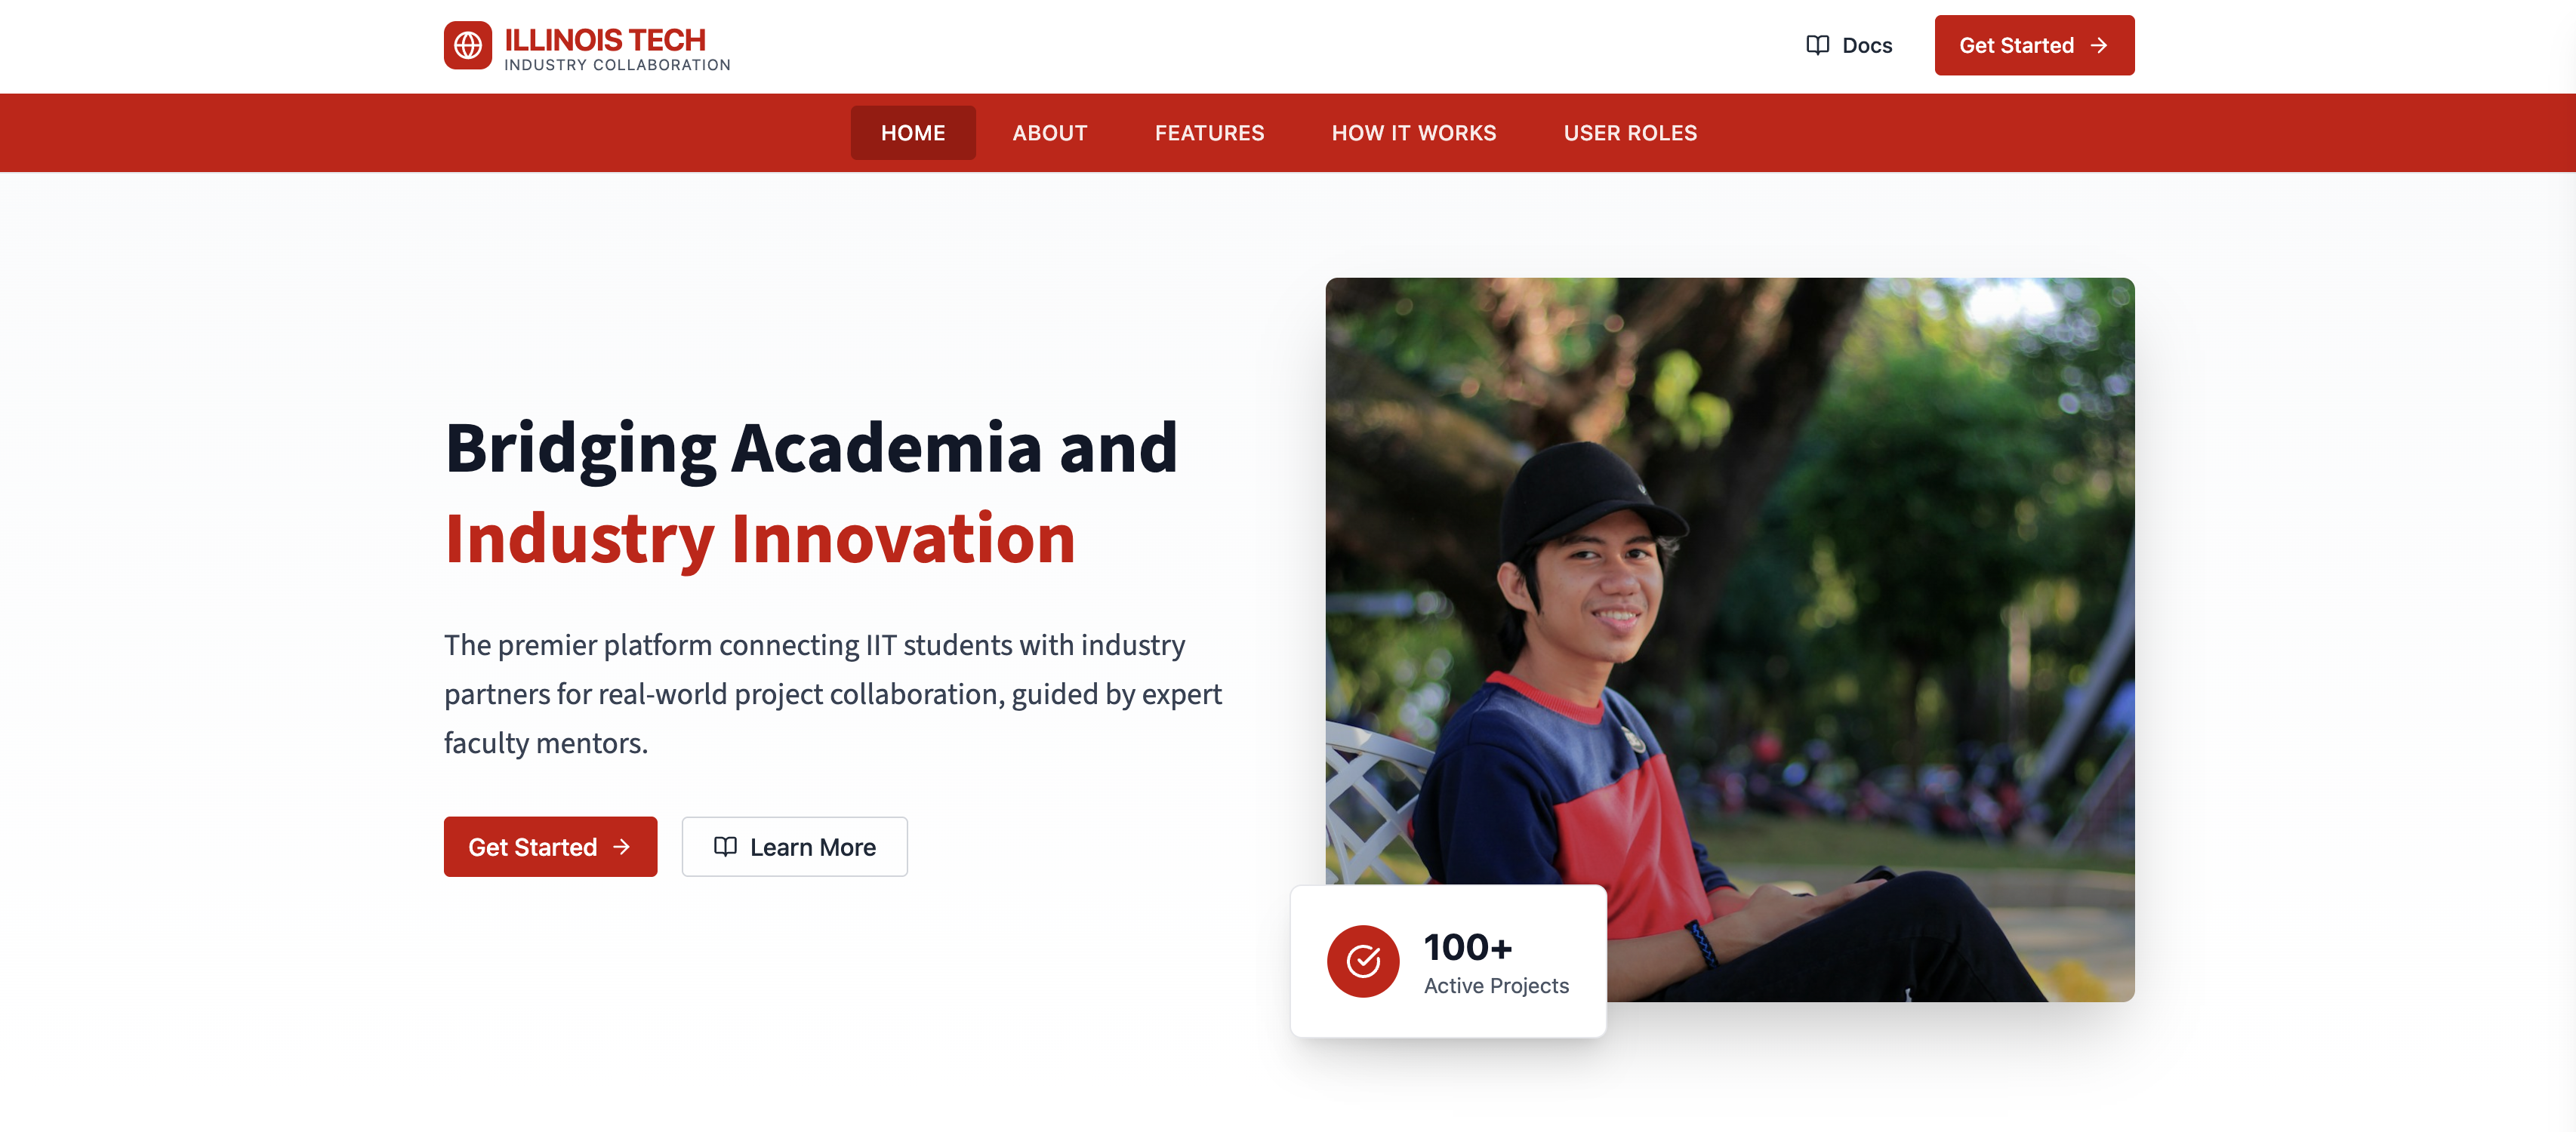 ILLINOIS TECH
INDUSTRY COLLABORATION
Docs
Get Started
HOME
ABOUT
FEATURES
HOW IT WORKS
USER ROLES
Bridging Academia and
Industry Innovation
The premier platform connecting IIT students with industry
partners for real-world project collaboration, guided by expert
faculty mentors.
Get Started
Learn More
100+
Active Projects